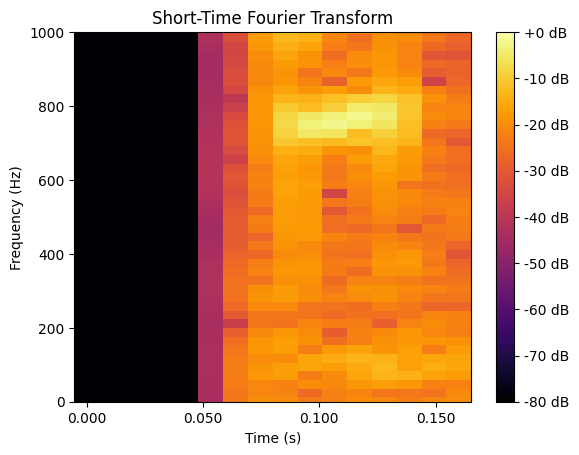 Short-Time Fourier Transform
1000
800
600
400
200
0
Frequency (Hz)
0.000
0.050
0.100
0.150
Time (s)
+0 dB
-10 dB
-20 dB
-30 dB
-40 dB
-50 dB
-60 dB
-70 dB
-80 dB